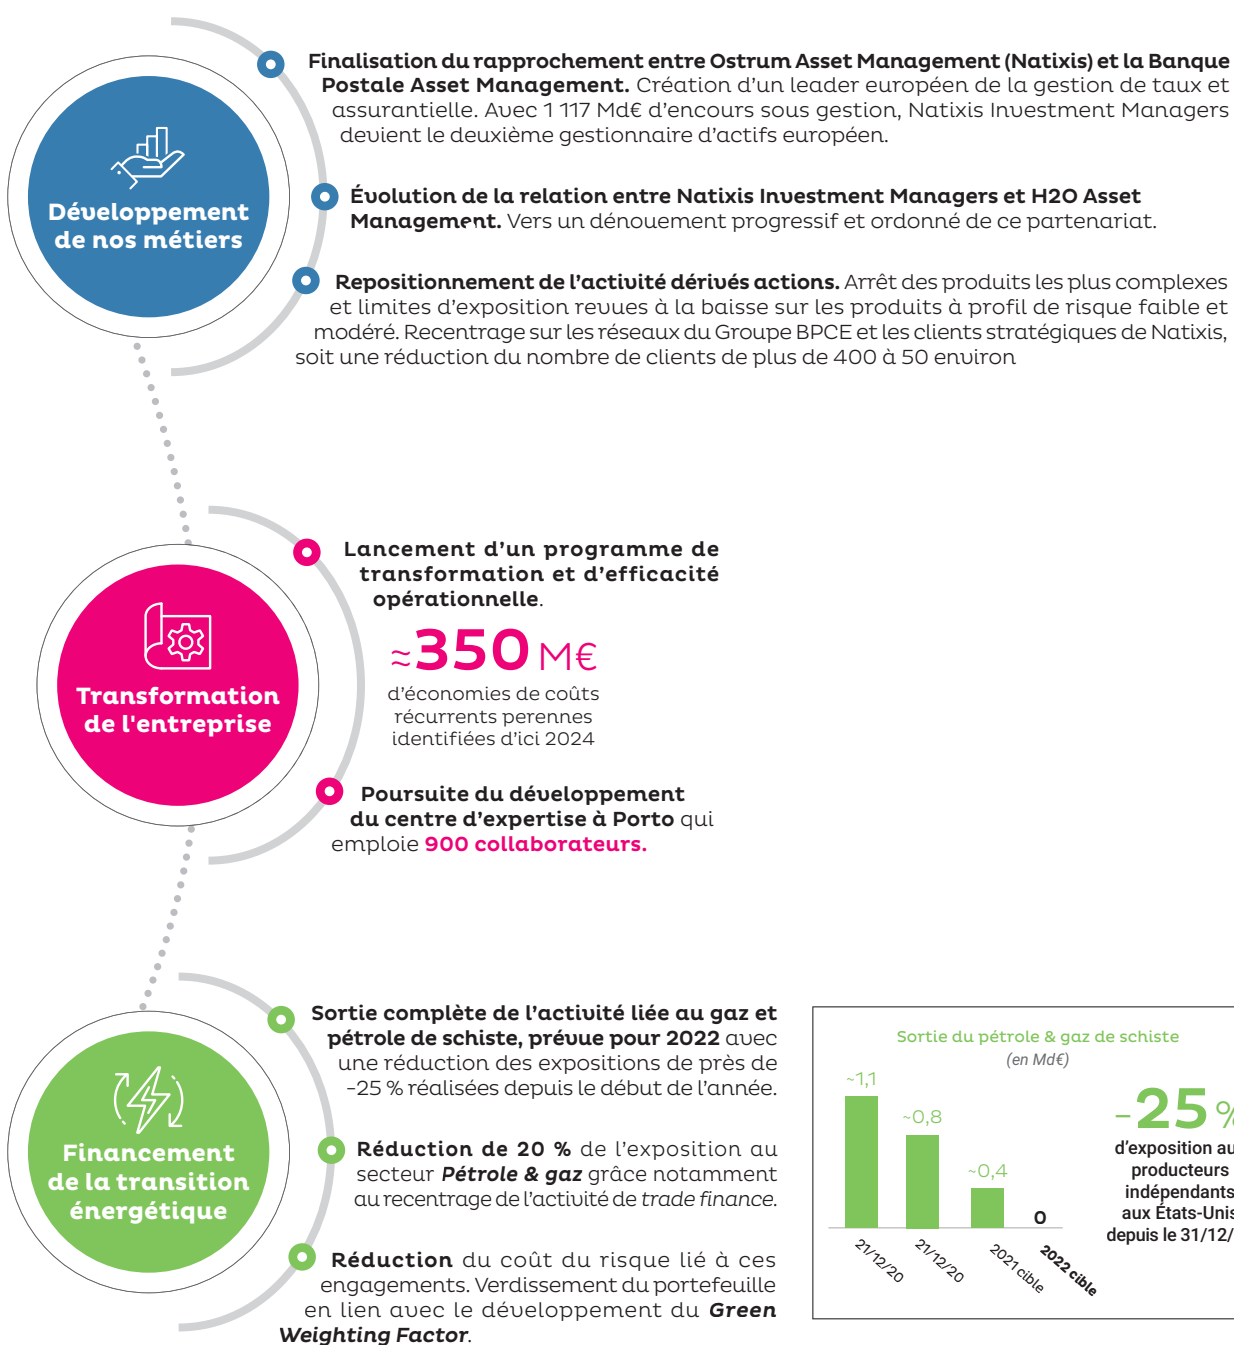 Finalisation du rapprochement entre Ostrum Asset Management (Natixis) et la Banque
Postale Asset Management. Création d'un leader européen de la gestion de taux et
assurantielle. Avec 1 117 Md€ d'encours sous gestion, Natixis Investment Managers
devient le deuxième gestionnaire d'actifs européen.
Développement
de nos métiers
Évolution de la relation entre Natixis Investment Managers et H2O Asset
Management. Vers un dénouement progressif et ordonné de ce partenariat.
Repositionnement de l'activité dérivés actions. Arrêt des produits les plus complexes
et limites d'exposition revues à la baisse sur les produits à profil de risque faible et
modéré. Recentrage sur les réseaux du Groupe BPCE et les clients stratégiques de Natixis,
soit une réduction du nombre de clients de plus de 400 à 50 environ
Lancement d'un programme de
transformation et d'efficacité
opérationnelle.
≈350 M€
d'économies de coûts
récurrents perennes
identifiées d'ici 2024
Transformation
de l'entreprise
Poursuite du développement
du centre d'expertise à Porto qui
emploie 900 collaborateurs.
Sortie complète de l'activité liée au gaz et
pétrole de schiste, prévue pour 2022 avec
une réduction des expositions de près de
-25 % réalisées depuis le début de l'année.
Financement
de la transition
énergétique
Réduction de 20 % de l'exposition au
secteur Pétrole & gaz grâce notamment
au recentrage de l'activité de trade finance.
Réduction du coût du risque lié à ces
engagements. Verdissement du portefeuille
en lien avec le développement du Green
Weighting Factor.
Sortie du pétrole & gaz de schiste
(en Md€)
~1,1
~0,8
~0,4
0
21/12/20
21/12/20
2021 cible
2022 cible
-25 %
d'exposition au
producteurs
indépendants
aux États-Unis
depuis le 31/12/